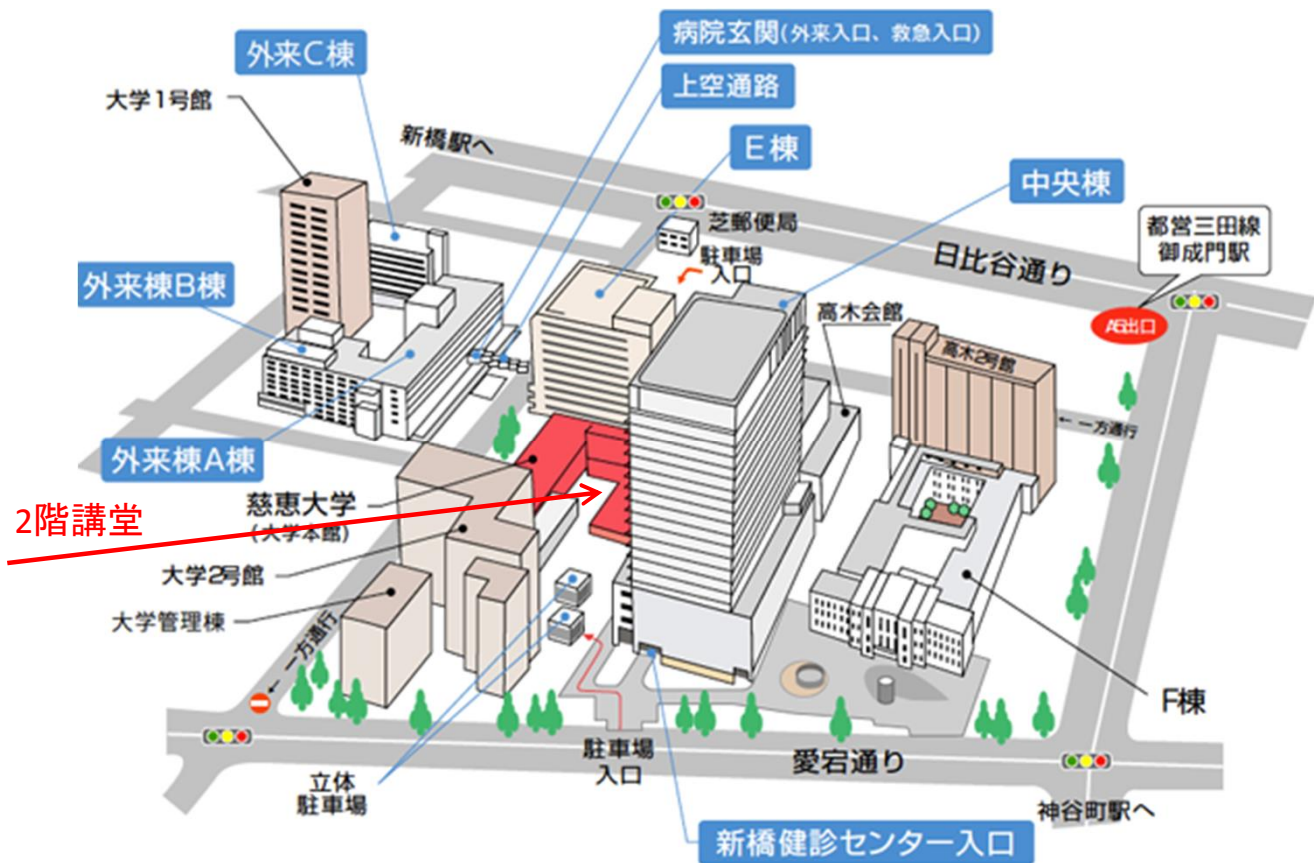 病院玄関(外来入口、救急入口)
外来C棟
上空通路
大学1号館
新橋駅へ
E棟
中央棟
芝郵便局
駐車場
入口
日比谷通り
都営三田線
御成門駅
外来棟B棟
高木会館
A5出口
高木2号館
一方通行
外来棟A棟
慈恵大学
(大学本館)
2階講堂
大学2号館
大学管理棟
一方通行
F棟
駐車場
入口
愛宕通り
立体
駐車場
神谷町駅へ
新橋健診センター入口